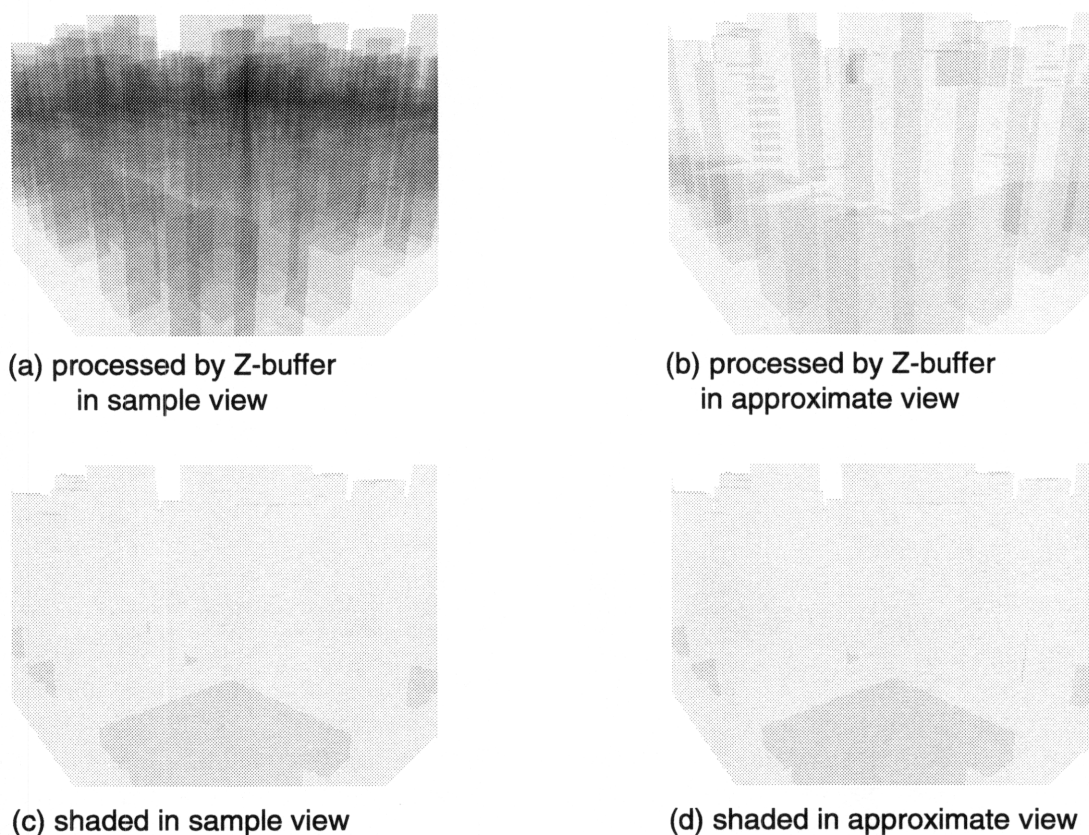 (a) processed by Z-buffer
in sample view
(b) processed by Z-buffer
in approximate view
(c) shaded in sample view
(d) shaded in approximate view